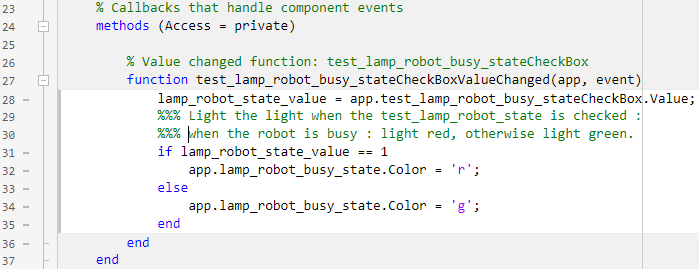 23 % Callbacks that handle component events
24 methods (Access = private)
25
26 % Value changed function: test_lamp_robot_busy_stateCheckBox
27 function test_lamp_robot_busy_stateCheckBoxValueChanged(app, event)
28 — lamp_robot_state_value = app.test_lamp_robot_busy_stateCheckBox.Value;
29 — %%% Light the light when the test_lamp_robot_state is checked :
30 — %%% when the robot is busy : light red, otherwise light green.
31 — if lamp_robot_state_value == 1
32 — app.lamp_robot_busy_state.Color = 'r';
33 — else
34 — app.lamp_robot_busy_state.Color = 'g';
35 — end
36 — end
37 end